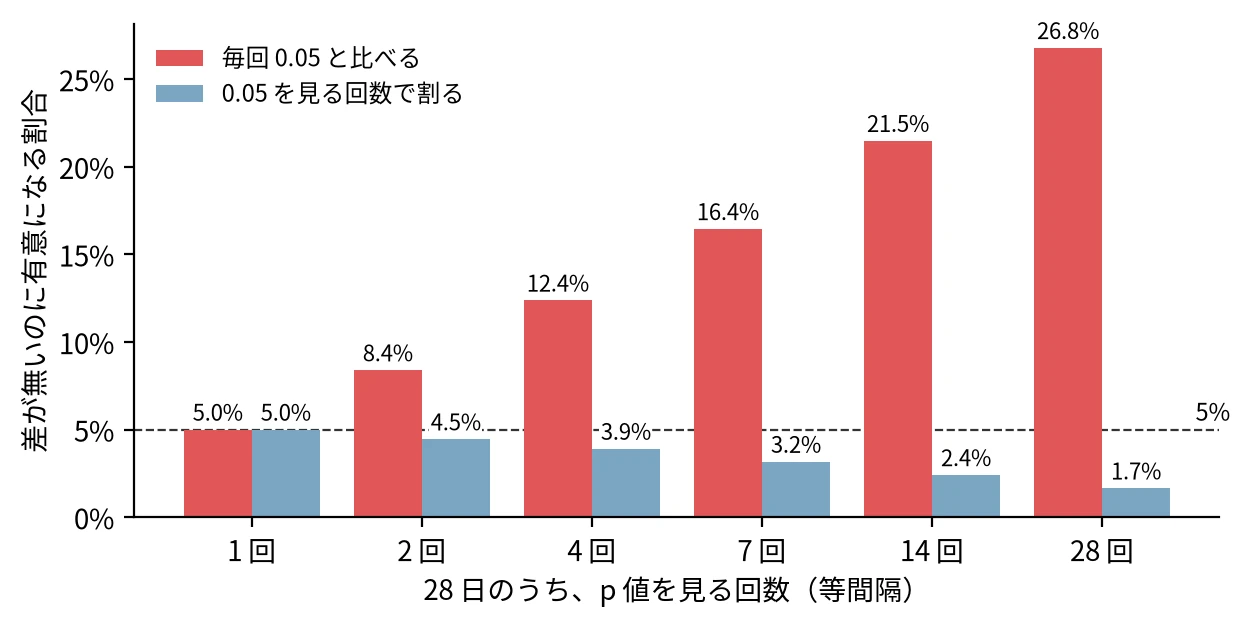 毎回 0.05 と比べる
0.05 を見る回数で割る
差が無いのに有意になる割合
25%
20%
15%
10%
5%
0%
5.0%
5.0%
8.4%
4.5%
12.4%
3.9%
16.4%
3.2%
21.5%
2.4%
26.8%
1.7%
5%
1 回
2 回
4 回
7 回
14 回
28 回
28 日のうち、p 値を見る回数（等間隔）